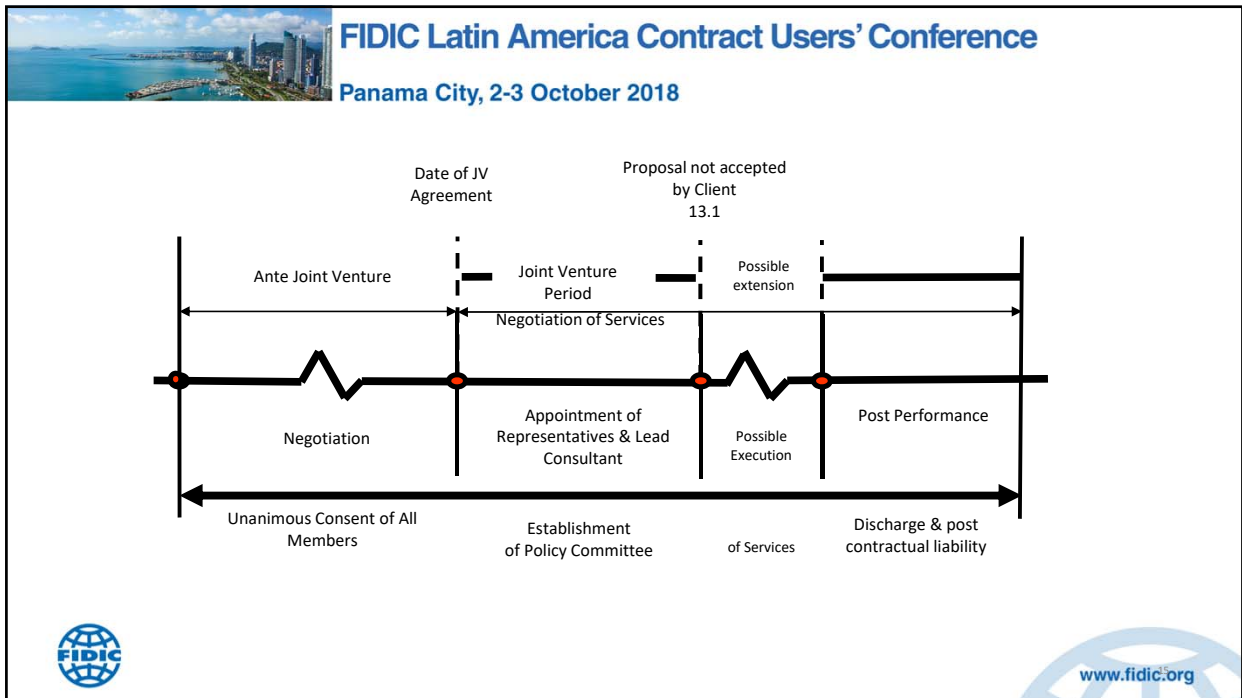 FIDIC Latin America Contract Users' Conference
Panama City, 2-3 October 2018
Date of JV
Agreement
Proposal not accepted
by Client
13.1
Ante Joint Venture
Joint Venture
Period
Possible
extension
Negotiation of Services
Negotiation
Appointment of
Representatives & Lead
Consultant
Possible
Execution
Post Performance
Unanimous Consent of All
Members
Establishment
of Policy Committee
of Services
Discharge & post
contractual liability
FIDIC
www.fidic.org
15